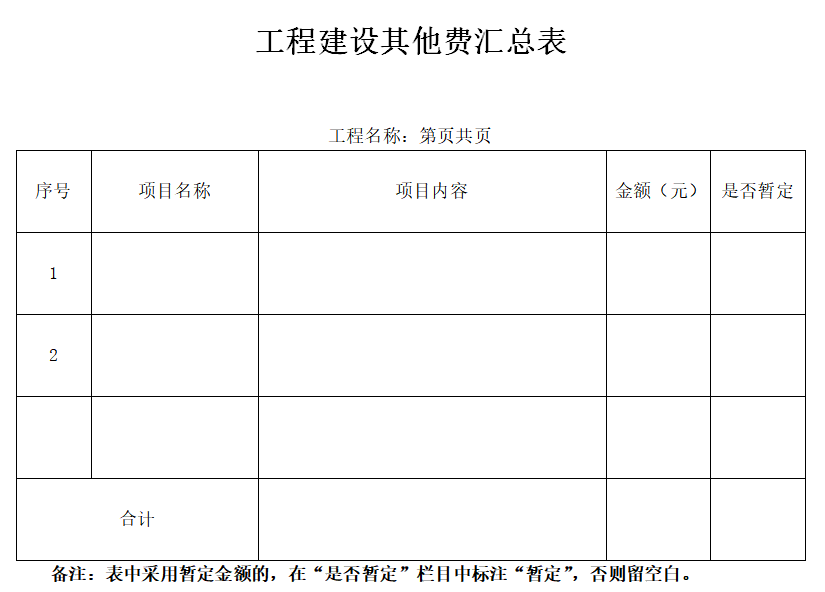 工程建设其他费汇总表
工程名称：第页共页
序号 项目名称 项目内容 金额（元） 是否暂定
1
2
合计
备注：表中采用暂定金额的，在“是否暂定”栏目中标注“暂定”，否则留空白。